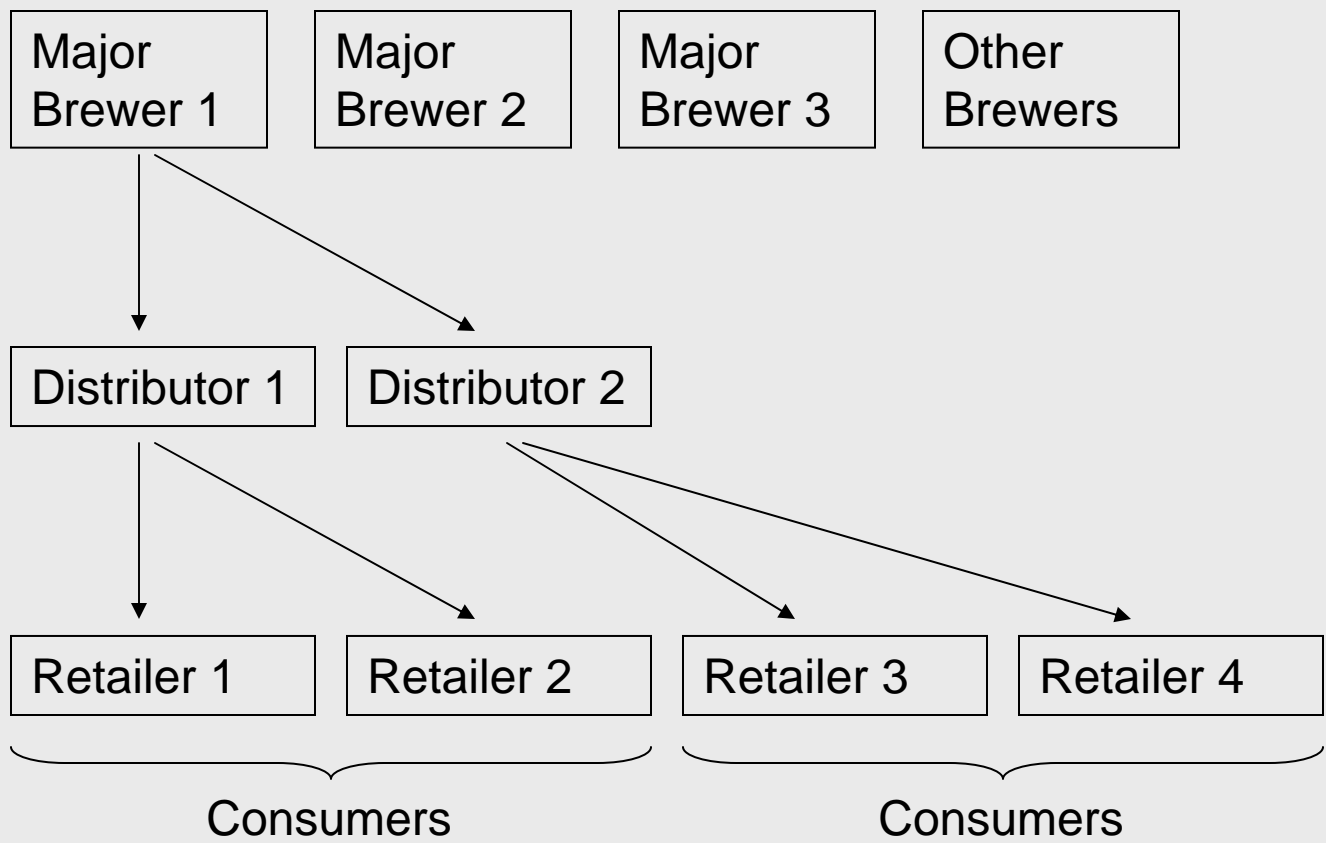 Major
Brewer 1
Major
Brewer 2
Major
Brewer 3
Other
Brewers
Distributor 1
Distributor 2
Retailer 1
Retailer 2
Retailer 3
Retailer 4
Consumers
Consumers